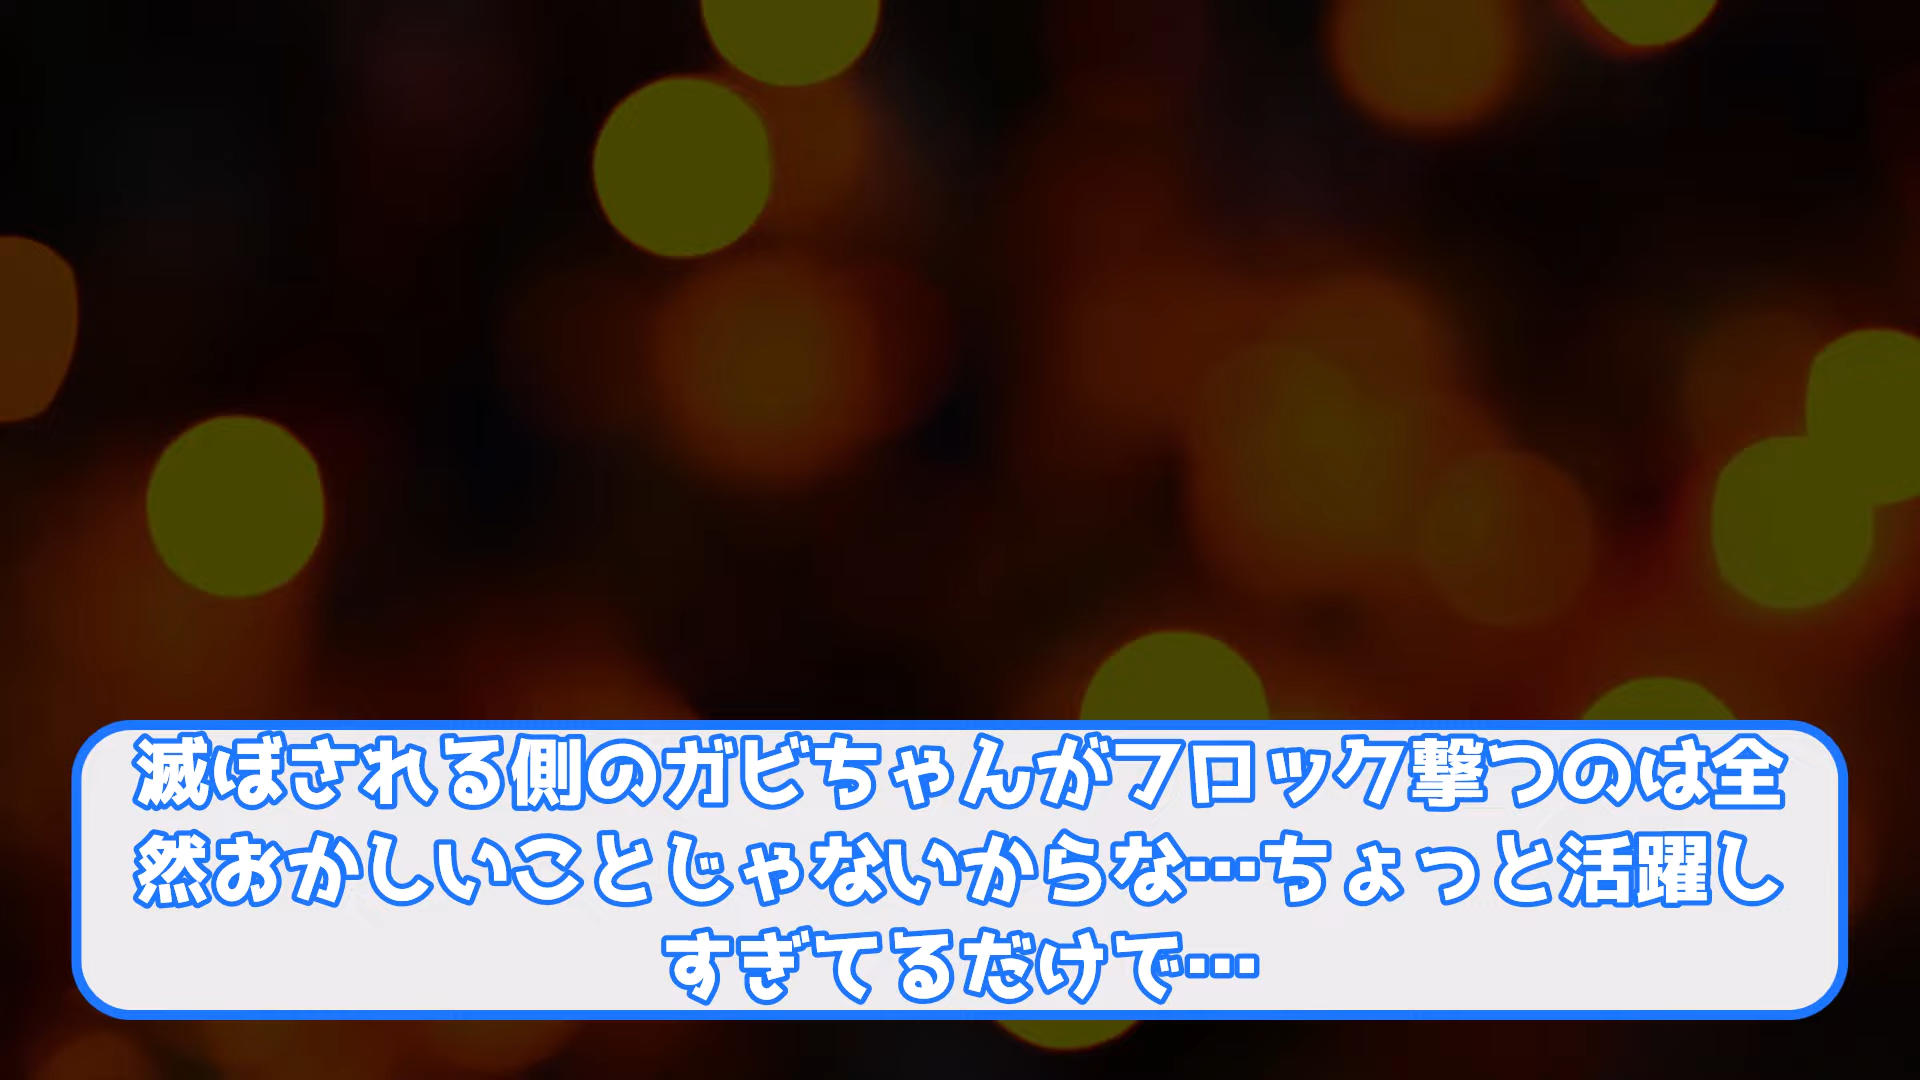 滅ぼされる側のガビちゃんがフロック撃つのは全
然おかしいことじゃないからな…ちょっと活躍し
すぎてるだけで…